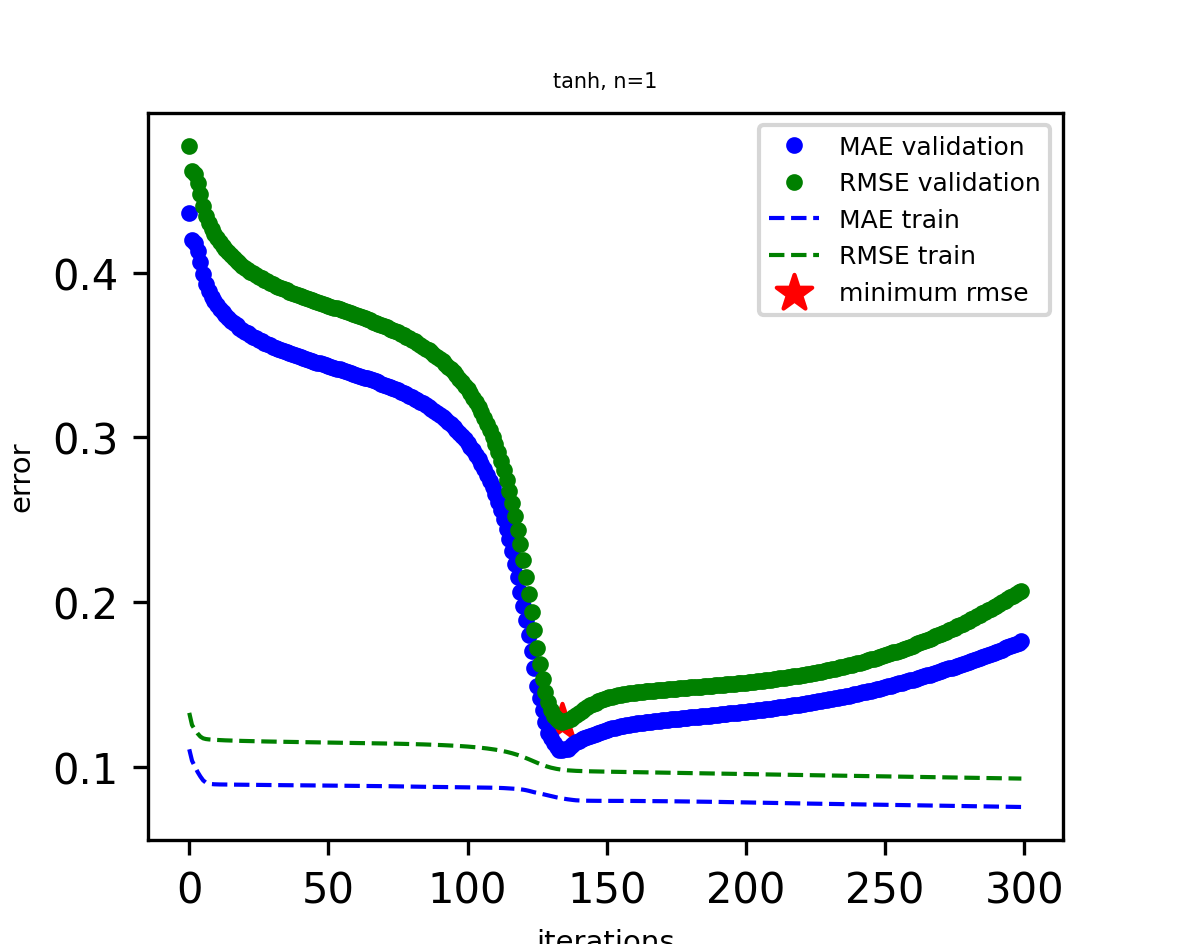 tanh, n=1
MAE validation
RMSE validation
MAE train
RMSE train
minimum rmse
error
0.4
0.3
0.2
0.1
0 50 100 150 200 250 300
iterations